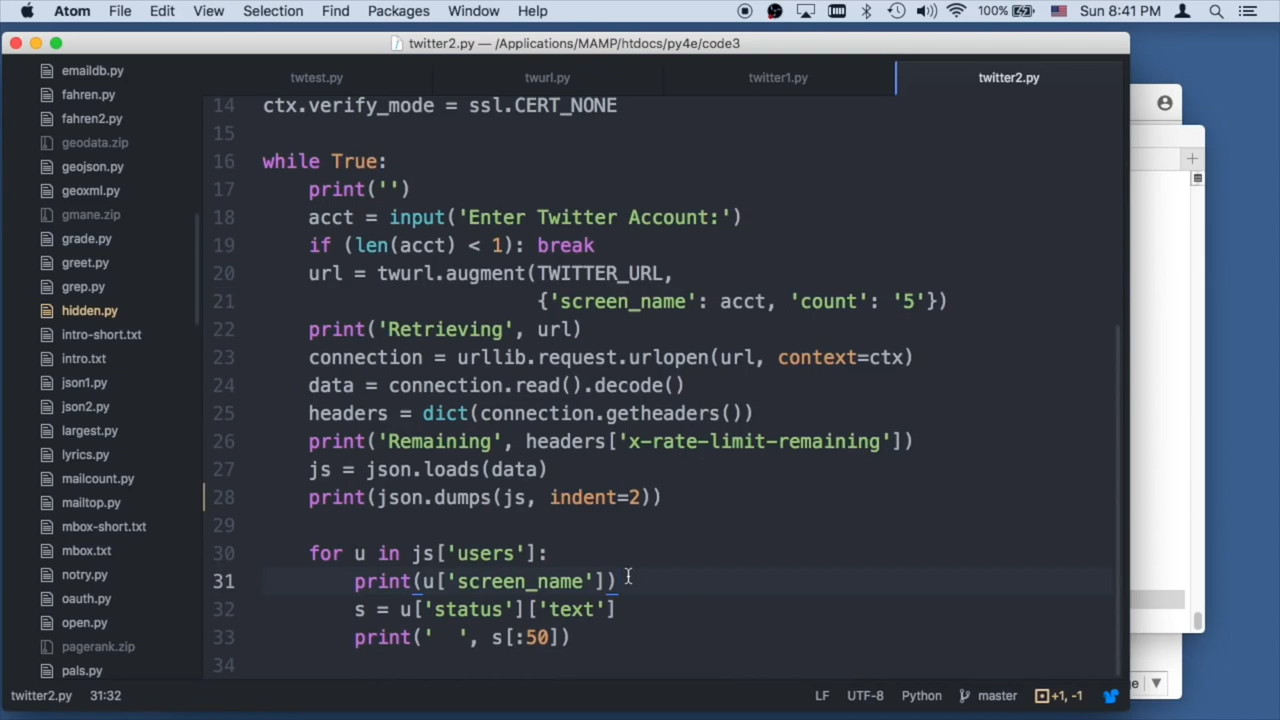 Atom File Edit View Selection Find Packages Window Help 100% Sun 8:41 PM
twitter2.py — /Applications/MAMP/htdocs/py4e/code3
twtest.py twurl.py twitter1.py twitter2.py
emaildb.py
fahren.py
fahren2.py
geodata.zip
geojson.py
geoxml.py
gmane.zip
grade.py
greet.py
grep.py
hidden.py
intro-short.txt
intro.txt
json1.py
json2.py
largest.py
lyrics.py
mailcount.py
mailtop.py
mbox-short.txt
mbox.txt
notry.py
oauth.py
open.py
pagerank.zip
pals.py
14 ctx.verify_mode = ssl.CERT_NONE
15
16 while True:
17     print('')
18     acct = input('Enter Twitter Account:')
19     if (len(acct) < 1): break
20     url = twurl.augment(TWITTER_URL,
21                         {'screen_name': acct, 'count': '5'})
22     print('Retrieving', url)
23     connection = urllib.request.urlopen(url, context=ctx)
24     data = connection.read().decode()
25     headers = dict(connection.getheaders())
26     print('Remaining', headers['x-rate-limit-remaining'])
27     js = json.loads(data)
28     print(json.dumps(js, indent=2))
29
30     for u in js['users']:
31         print(u['screen_name'])
32         s = u['status']['text']
33         print('  ', s[:50])
34
twitter2.py 31:32 LF UTF-8 Python master +1, -1